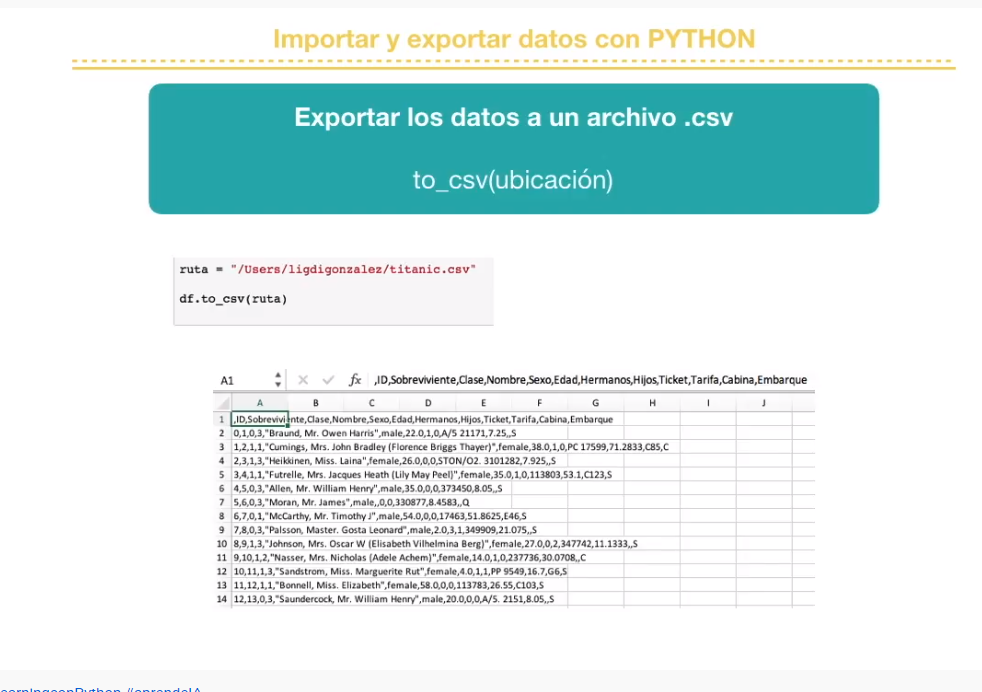 Importar y exportar datos con PYTHON
Exportar los datos a un archivo .csv
to_csv(ubicación)
ruta = "/Users/ligdigonzalez/titanic.csv"
df.to_csv(ruta)
A1 fx ,ID,Sobreviviente,Clase,Nombre,Sexo,Edad,Hermanos,Hijos,Ticket,Tarifa,Cabina,Embarque
A B C D E F G H I J
1 ,ID,Sobreviviente,Clase,Nombre,Sexo,Edad,Hermanos,Hijos,Ticket,Tarifa,Cabina,Embarque
2 0,1,0,3,"Braund, Mr. Owen Harris",male,22.0,1,0,A/5 21171,7.25,,S
3 1,2,1,1,"Cumings, Mrs. John Bradley (Florence Briggs Thayer)",female,38.0,1,0,PC 17599,71.2833,C85,C
4 2,3,1,3,"Heikkinen, Miss. Laina",female,26.0,0,0,STON/O2. 3101282,7.925,,S
5 3,4,1,1,"Futrelle, Mrs. Jacques Heath (Lily May Peel)",female,35.0,1,0,113803,53.1,C123,S
6 4,5,0,3,"Allen, Mr. William Henry",male,35.0,0,0,373450,8.05,,S
7 5,6,0,3,"Moran, Mr. James",male,,0,0,330877,8.4583,,Q
8 6,7,0,1,"McCarthy, Mr. Timothy J",male,54.0,0,0,17463,51.8625,E46,S
9 7,8,0,3,"Palsson, Master. Gosta Leonard",male,2.0,3,1,349909,21.075,,S
10 8,9,1,3,"Johnson, Mrs. Oscar W (Elisabeth Vilhelmina Berg)",female,27.0,0,2,347742,11.1333,,S
11 9,10,1,2,"Nasser, Mrs. Nicholas (Adele Achem)",female,14.0,1,0,237736,30.0708,,C
12 10,11,1,3,"Sandstrom, Miss. Marguerite Rut",female,4.0,1,1,PP 9549,16.7,G6,S
13 11,12,1,1,"Bonnell, Miss. Elizabeth",female,58.0,0,0,113783,26.55,C103,S
14 12,13,0,3,"Saundercock, Mr. William Henry",male,20.0,0,0,A/5. 2151,8.05,,S